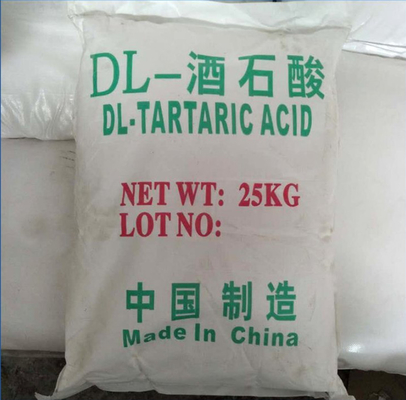 DL-酒石酸
DL-TARTARIC ACID
NET WT: 25KG
LOT NO:
中国制造
Made In China